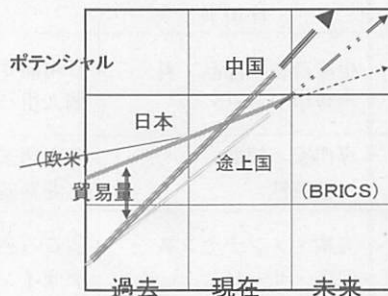 ポテンシャル
中国
日本
(欧米)
途上国
貿易量
(BRICS)
過去 現在 未来